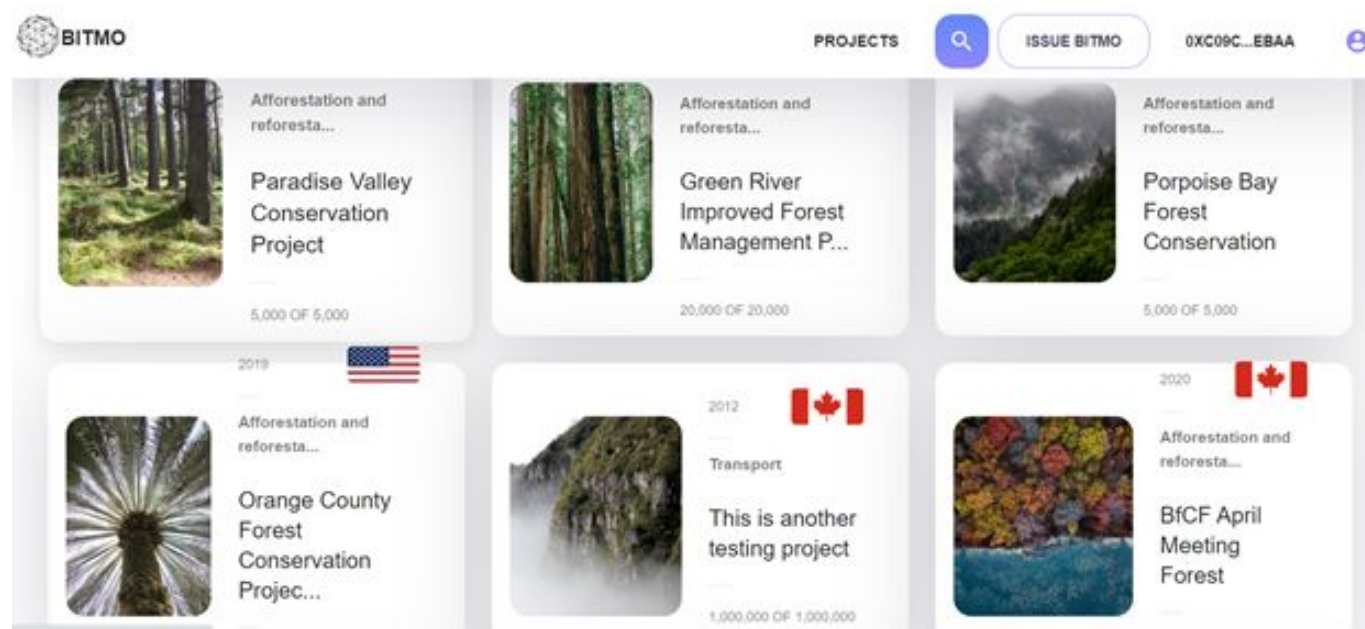 BITMO
PROJECTS
ISSUE BITMO
0XC09C...EBAA
Afforestation and
reforesta...
Paradise Valley
Conservation
Project
5,000 OF 5,000
Afforestation and
reforesta...
Green River
Improved Forest
Management P...
20,000 OF 20,000
Afforestation and
reforesta...
Porpoise Bay
Forest
Conservation
5,000 OF 5,000
2019
Afforestation and
reforesta...
Orange County
Forest
Conservation
Projec...
2012
Transport
This is another
testing project
1,000,000 OF 1,000,000
2020
Afforestation and
reforesta...
BfCF April
Meeting
Forest